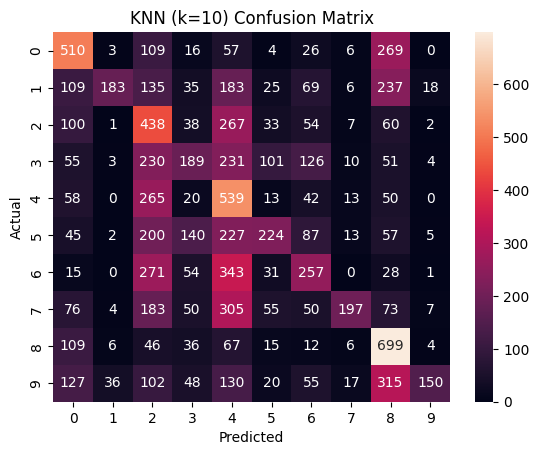 KNN (k=10) Confusion Matrix
Actual
0 510 3 109 16 57 4 26 6 269 0
1 109 183 135 35 183 25 69 6 237 18
2 100 1 438 38 267 33 54 7 60 2
3 55 3 230 189 231 101 126 10 51 4
4 58 0 265 20 539 13 42 13 50 0
5 45 2 200 140 227 224 87 13 57 5
6 15 0 271 54 343 31 257 0 28 1
7 76 4 183 50 305 55 50 197 73 7
8 109 6 46 36 67 15 12 6 699 4
9 127 36 102 48 130 20 55 17 315 150
0 1 2 3 4 5 6 7 8 9
Predicted
600
500
400
300
200
100
0